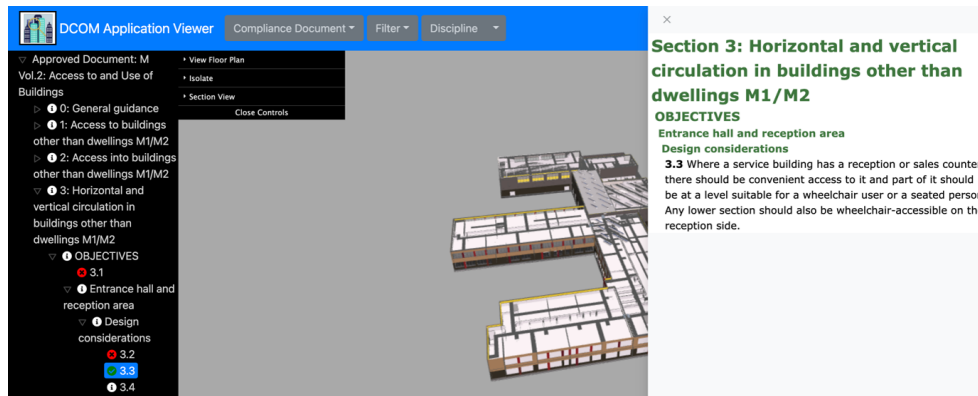 DCOM Application Viewer
Compliance Document
Filter
Discipline
Approved Document: M
Vol.2: Access to and Use of
Buildings
0: General guidance
1: Access to buildings
other than dwellings M1/M2
2: Access into buildings
other than dwellings M1/M2
3: Horizontal and
vertical circulation in
buildings other than
dwellings M1/M2
OBJECTIVES
3.1
Entrance hall and
reception area
Design
considerations
3.2
3.3
3.4
View Floor Plan
Isolate
Section View
Close Controls
×
Section 3: Horizontal and vertical
circulation in buildings other than
dwellings M1/M2
OBJECTIVES
Entrance hall and reception area
Design considerations
3.3 Where a service building has a reception or sales counter
there should be convenient access to it and part of it should
be at a level suitable for a wheelchair user or a seated
Any lower section should also be wheelchair-accessible on
reception side.